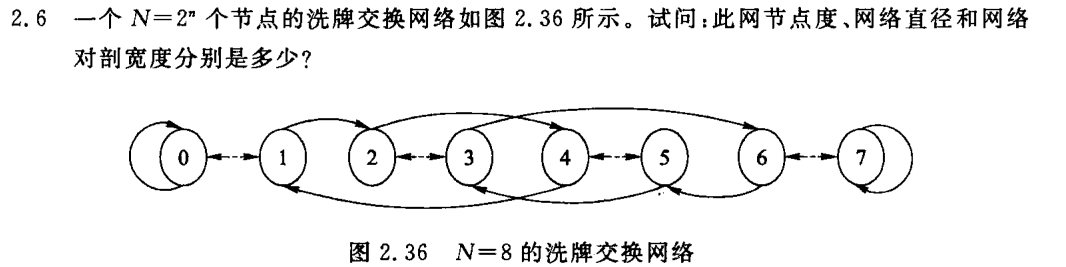 2.6 一个 N=2ⁿ 个节点的洗牌交换网络如图 2.36 所示。试问:此网节点度、网络直径和网络
对剖宽度分别是多少?
0 1 2 3 4 5 6 7
图 2.36 N=8 的洗牌交换网络